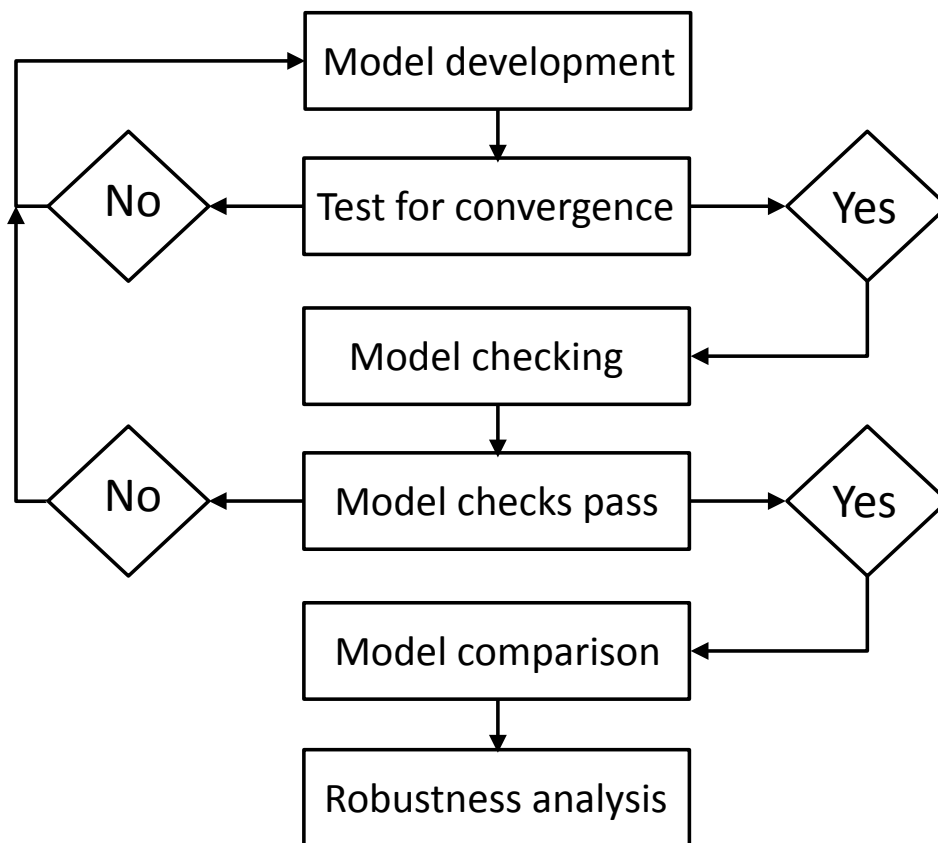 Model development
No
Test for convergence
Yes
Model checking
No
Model checks pass
Yes
Model comparison
Robustness analysis